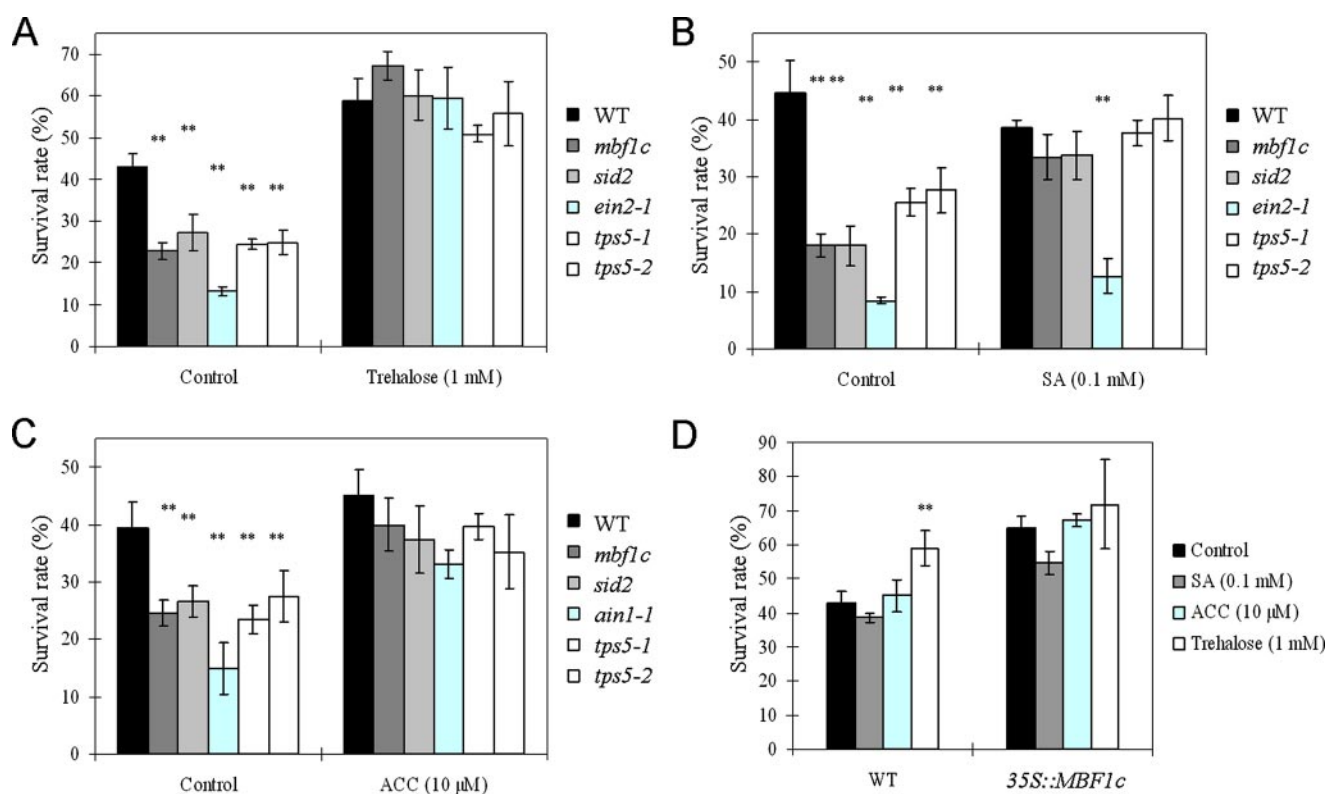 A
Survival rate (%)
70
60
50
40
30
20
10
0
**
**
**
**
**
Control
Trehalose (1 mM)
WT
mbf1c
sid2
ein2-1
tps5-1
tps5-2
B
Survival rate (%)
50
40
30
20
10
0
** **
**
**
**
**
Control
SA (0.1 mM)
WT
mbf1c
sid2
ein2-1
tps5-1
tps5-2
C
Survival rate (%)
50
40
30
20
10
0
**
**
**
**
**
Control
ACC (10 µM)
WT
mbf1c
sid2
ain1-1
tps5-1
tps5-2
D
Survival rate (%)
90
80
70
60
50
40
30
20
10
0
**
WT
35S::MBF1c
Control
SA (0.1 mM)
ACC (10 µM)
Trehalose (1 mM)